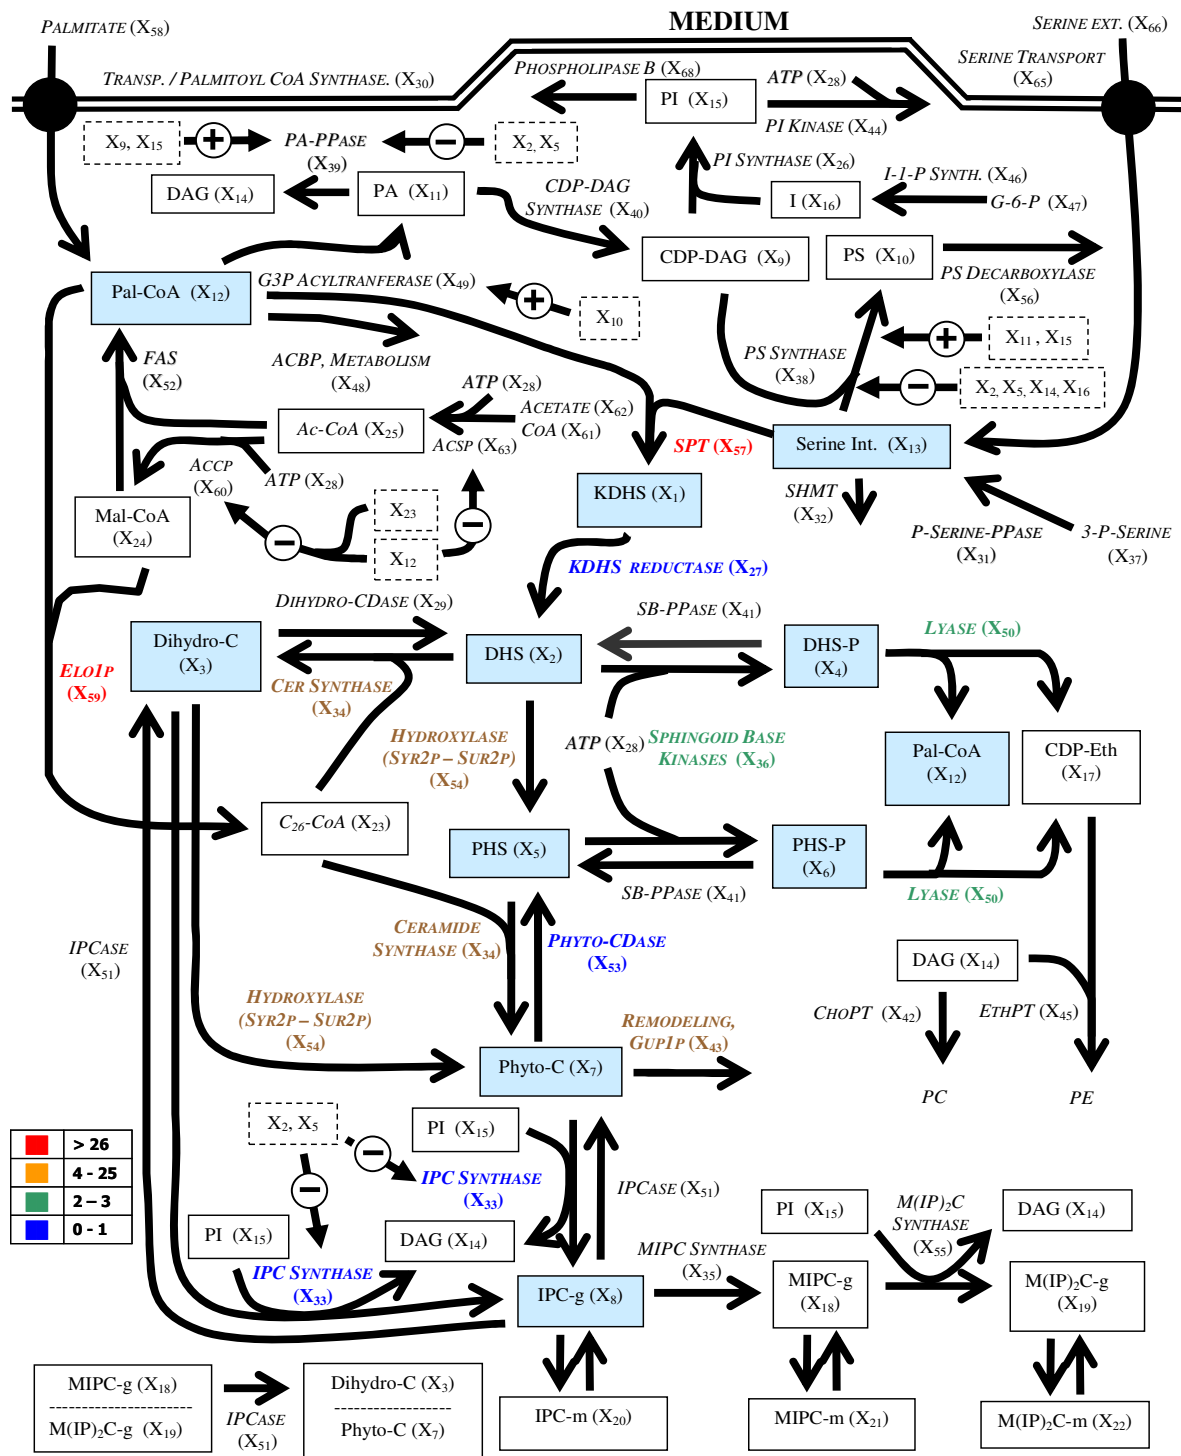 MEDIUM
PALMITATE (X58)
SERINE EXT. (X66)
TRANSP. / PALMITOYL COA SYNTHASE. (X30)
PHOSPHOLIPASE B (X68)
ATP (X28)
SERINE TRANSPORT
(X65)
PI (X15)
PI KINASE (X44)
X9, X15
+
PA-PPASE
(X39)
−
X2, X5
PI SYNTHASE (X26)
I-1-P SYNTH. (X46)
G-6-P (X47)
DAG (X14)
PA (X11)
CDP-DAG
SYNTHASE
(X40)
I (X16)
CDP-DAG (X9)
PS (X10)
PS DECARBOXYLASE
(X56)
Pal-CoA (X12)
G3P ACYLTRANFERASE (X49)
+
X10
+
X11 , X15
FAS
(X52)
ACBP, METABOLISM
(X48)
PS SYNTHASE
(X38)
−
X2, X5, X14, X16
ATP (X28)
ACETATE (X62)
COA (X61)
Ac-CoA (X25)
ACSP (X63)
SPT (X57)
Serine Int. (X13)
ACCP
(X60)
ATP (X28)
KDHS (X1)
SHMT
(X32)
Mal-CoA
(X24)
X23
−
−
X12
P-SERINE-PPASE
(X31)
3-P-SERINE
(X37)
KDHS REDUCTASE (X27)
DIHYDRO-CDASE (X29)
SB-PPASE (X41)
LYASE (X50)
Dihydro-C
(X3)
DHS (X2)
DHS-P
(X4)
ELO1P
(X59)
CER SYNTHASE
(X34)
HYDROXYLASE
(SYR2P – SUR2P)
(X54)
ATP (X28)
SPHINGOID BASE
KINASES (X36)
Pal-CoA
(X12)
CDP-Eth
(X17)
C26-CoA (X23)
PHS (X5)
PHS-P
(X6)
SB-PPASE (X41)
LYASE (X50)
IPCASE
(X51)
CERAMIDE
SYNTHASE (X34)
PHYTO-CDASE
(X53)
DAG (X14)
HYDROXYLASE
(SYR2P – SUR2P)
(X54)
REMODELING,
GUP1P (X43)
CHOPT (X42)
ETHPT (X45)
Phyto-C (X7)
PC
PE
X2, X5
PI (X15)
−
> 26
4 - 25
2 – 3
0 - 1
−
IPC SYNTHASE
(X33)
IPCASE (X51)
PI (X15)
M(IP)2C
SYNTHASE
(X55)
DAG (X14)
PI (X15)
DAG (X14)
MIPC SYNTHASE
(X35)
IPC SYNTHASE
(X33)
IPC-g (X8)
MIPC-g
(X18)
M(IP)2C-g
(X19)
MIPC-g (X18)
M(IP)2C-g (X19)
IPCASE
(X51)
Dihydro-C (X3)
Phyto-C (X7)
IPC-m (X20)
MIPC-m (X21)
M(IP)2C-m (X22)